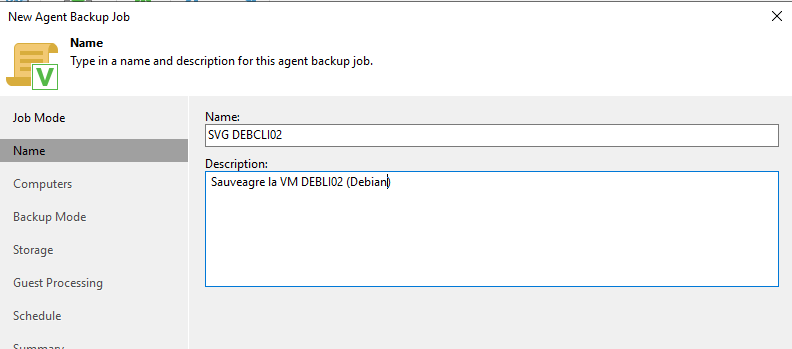 New Agent Backup Job
Name
Type in a name and description for this agent backup job.
Job Mode
Name
Computers
Backup Mode
Storage
Guest Processing
Schedule
Summary
Name:
SVG DEBCLI02
Description:
Sauveagre la VM DEBLI02 (Debian)